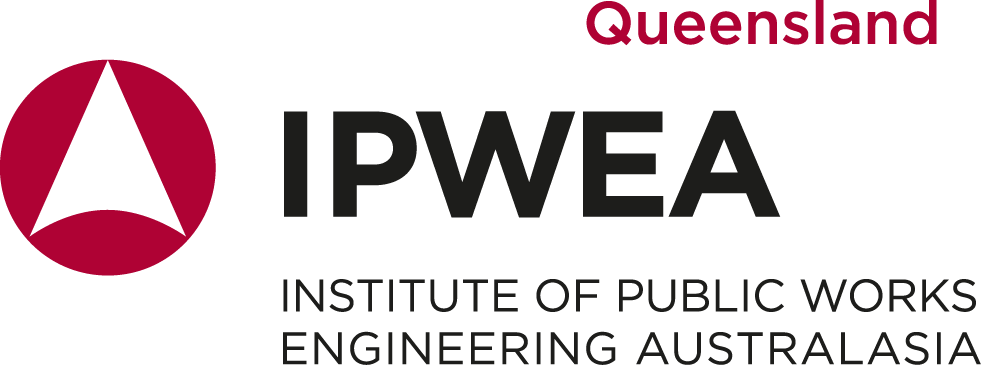 Queensland
IPWEA
INSTITUTE OF PUBLIC WORKS
ENGINEERING AUSTRALASIA